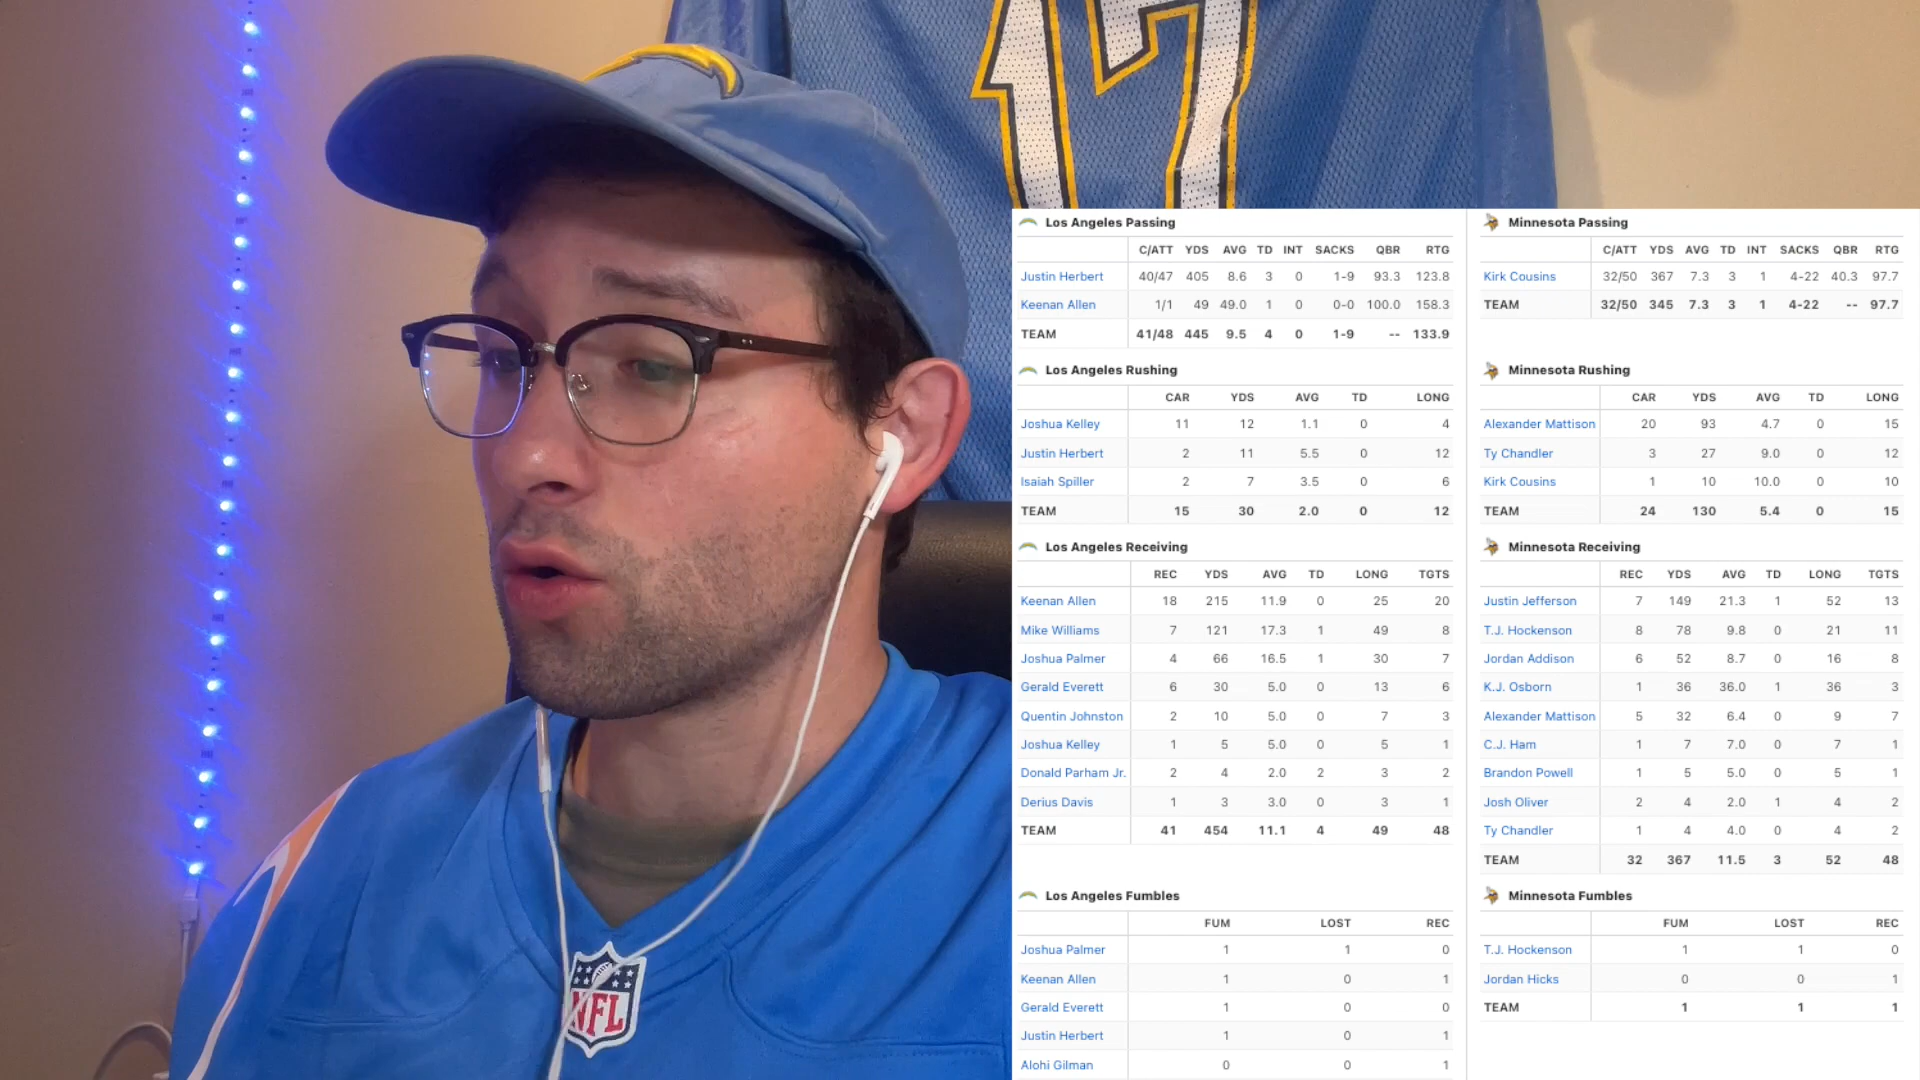 17
Los Angeles Passing
C/ATT YDS AVG TD INT SACKS QBR RTG
Justin Herbert 40/47 405 8.6 3 0 1-9 93.3 123.8
Keenan Allen 1/1 49 49.0 1 0 0-0 100.0 158.3
TEAM 41/48 445 9.5 4 0 1-9 -- 133.9
Los Angeles Rushing
CAR YDS AVG TD LONG
Joshua Kelley 11 12 1.1 0 4
Justin Herbert 2 11 5.5 0 12
Isaiah Spiller 2 7 3.5 0 6
TEAM 15 30 2.0 0 12
Los Angeles Receiving
REC YDS AVG TD LONG TGTS
Keenan Allen 18 215 11.9 0 25 20
Mike Williams 7 121 17.3 1 49 8
Joshua Palmer 4 66 16.5 1 30 7
Gerald Everett 6 30 5.0 0 13 6
Quentin Johnston 2 10 5.0 0 7 3
Joshua Kelley 1 5 5.0 0 5 1
Donald Parham Jr. 2 4 2.0 2 3 2
Derius Davis 1 3 3.0 0 3 1
TEAM 41 454 11.1 4 49 48
Los Angeles Fumbles
FUM LOST REC
Joshua Palmer 1 1 0
Keenan Allen 1 0 1
Gerald Everett 1 0 0
Justin Herbert 1 0 1
Alohi Gilman 0 0 1
Minnesota Passing
C/ATT YDS AVG TD INT SACKS QBR RTG
Kirk Cousins 32/50 367 7.3 3 1 4-22 40.3 97.7
TEAM 32/50 345 7.3 3 1 4-22 -- 97.7
Minnesota Rushing
CAR YDS AVG TD LONG
Alexander Mattison 20 93 4.7 0 15
Ty Chandler 3 27 9.0 0 12
Kirk Cousins 1 10 10.0 0 10
TEAM 24 130 5.4 0 15
Minnesota Receiving
REC YDS AVG TD LONG TGTS
Justin Jefferson 7 149 21.3 1 52 13
T.J. Hockenson 8 78 9.8 0 21 11
Jordan Addison 6 52 8.7 0 16 8
K.J. Osborn 1 36 36.0 1 36 3
Alexander Mattison 5 32 6.4 0 9 7
C.J. Ham 1 7 7.0 0 7 1
Brandon Powell 1 5 5.0 0 5 1
Josh Oliver 2 4 2.0 1 4 2
Ty Chandler 1 4 4.0 0 4 2
TEAM 32 367 11.5 3 52 48
Minnesota Fumbles
FUM LOST REC
T.J. Hockenson 1 1 0
Jordan Hicks 0 0 1
TEAM 1 1 1
NFL